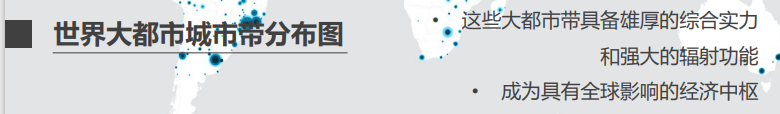 世界大都市城市带分布图
• 这些大都市带具备雄厚的综合实力
和强大的辐射功能
• 成为具有全球影响的经济中枢